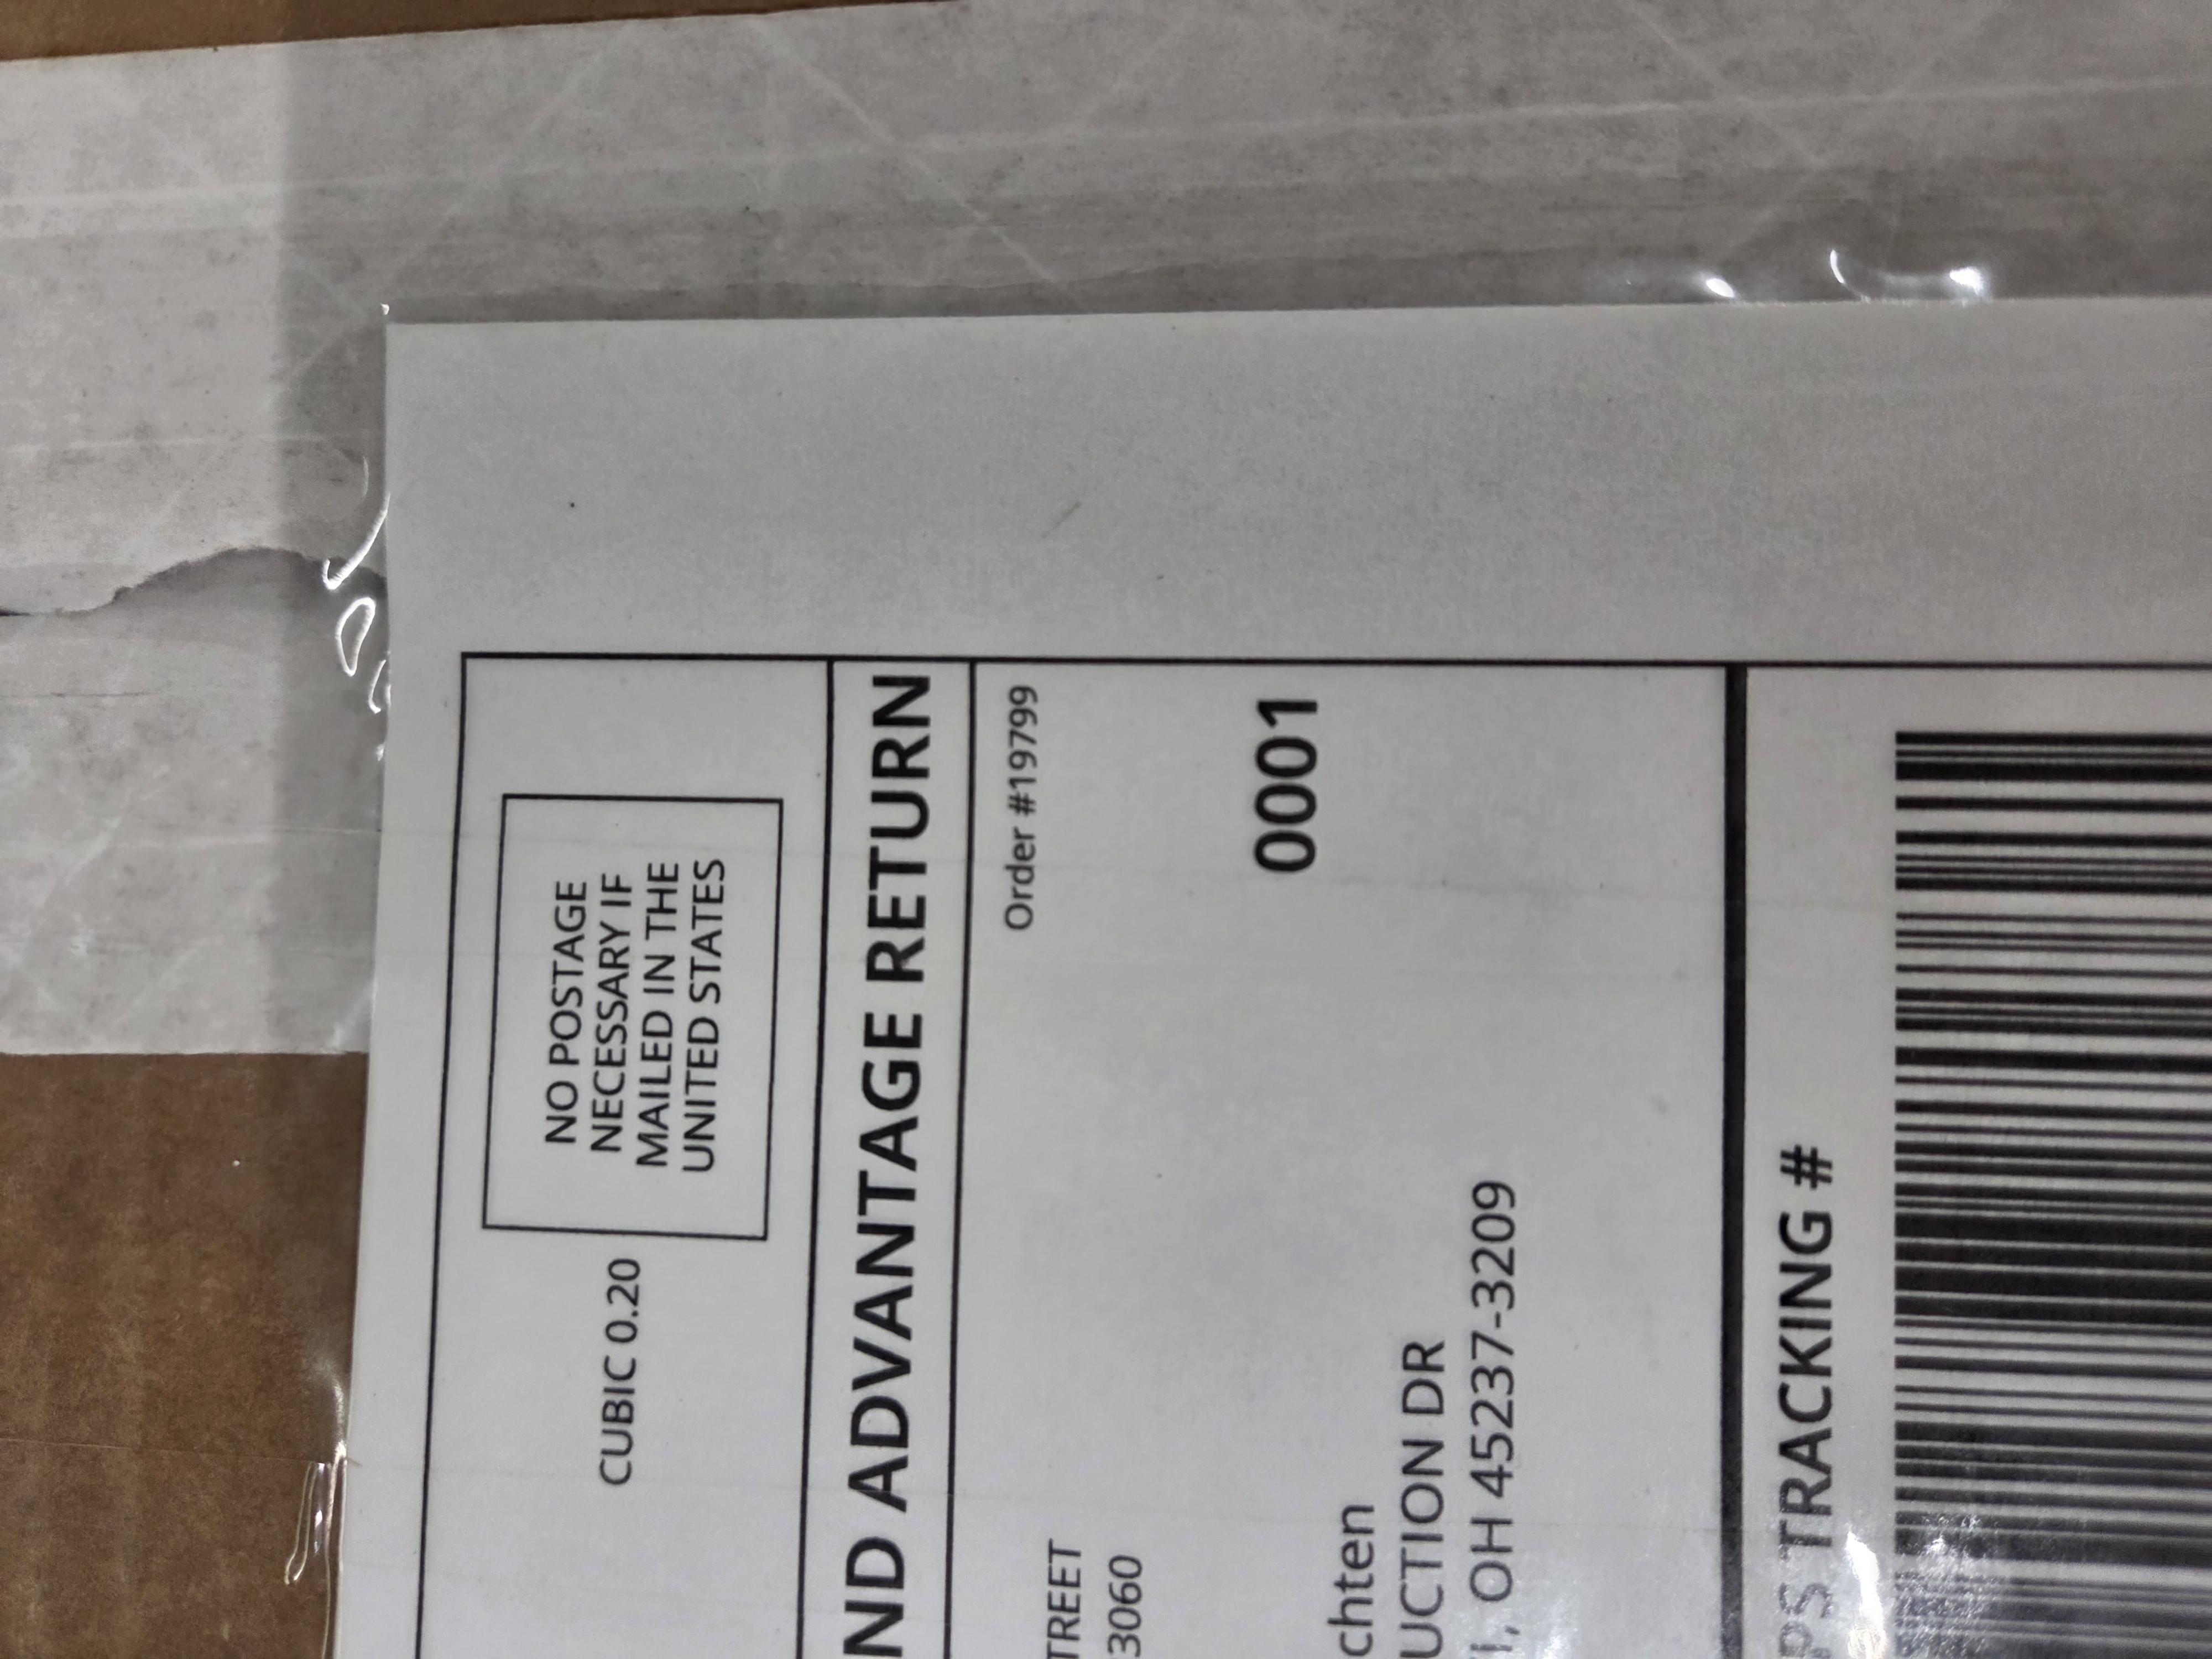 NO POSTAGE
NECESSARY IF
MAILED IN THE
UNITED STATES
CUBIC 0.20
ND ADVANTAGE RETURN
Order #19799
TREET
3060
0001
chten
UCTION DR
I, OH 45237-3209
PS TRACKING #